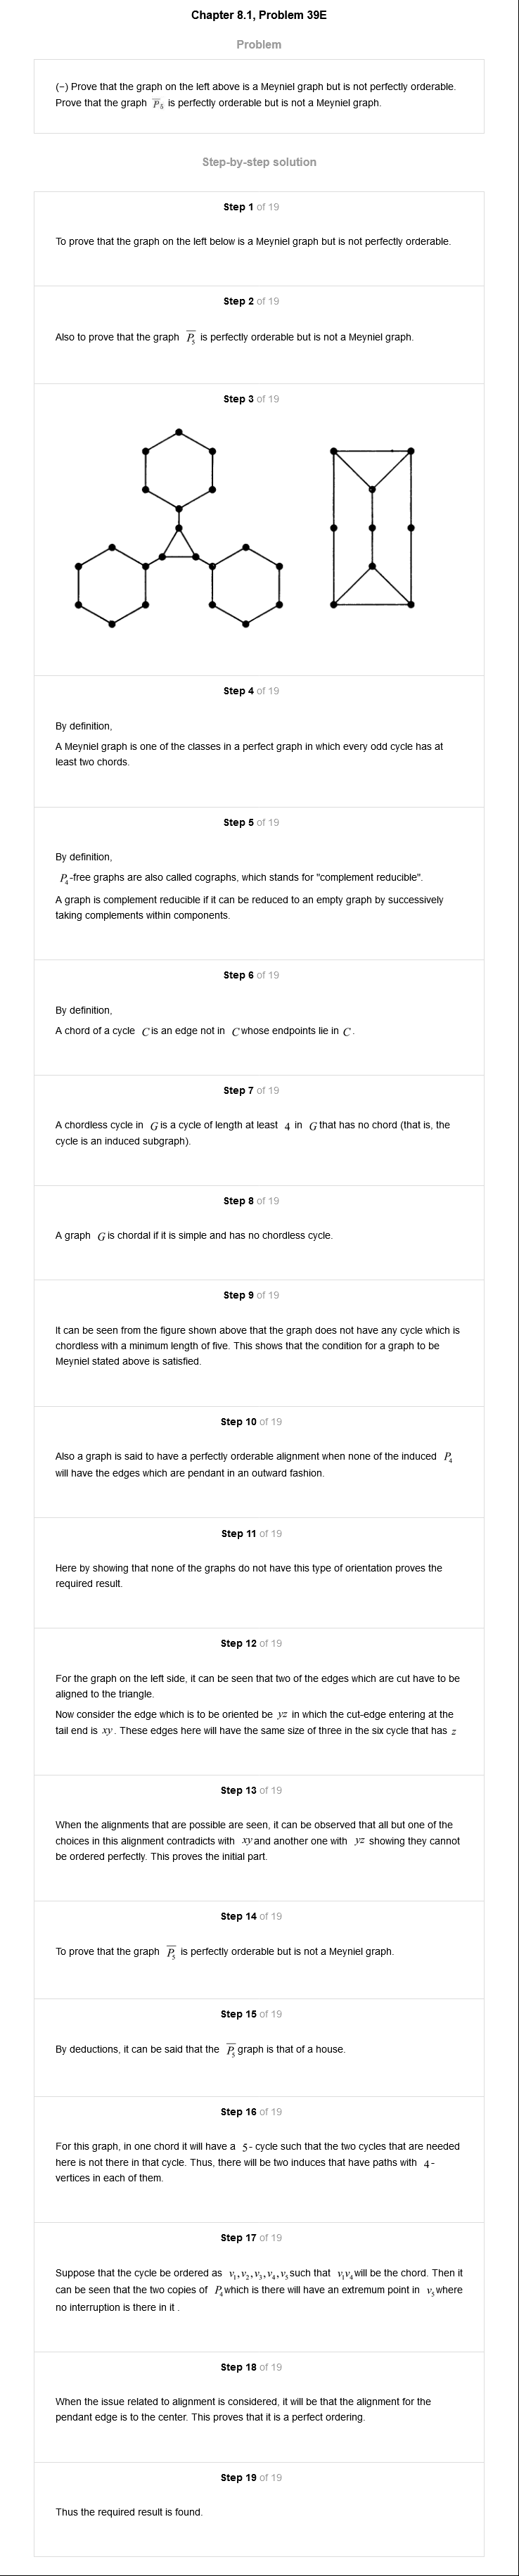 Chapter 8.1, Problem 39E
Problem
(−) Prove that the graph on the left above is a Meyniel graph but is not perfectly orderable.
Prove that the graph P̅₅ is perfectly orderable but is not a Meyniel graph.
Step-by-step solution
Step 1 of 19
To prove that the graph on the left below is a Meyniel graph but is not perfectly orderable.
Step 2 of 19
Also to prove that the graph P̅₅ is perfectly orderable but is not a Meyniel graph.
Step 3 of 19
Step 4 of 19
By definition,
A Meyniel graph is one of the classes in a perfect graph in which every odd cycle has at
least two chords.
Step 5 of 19
By definition,
P₄-free graphs are also called cographs, which stands for "complement reducible".
A graph is complement reducible if it can be reduced to an empty graph by successively
taking complements within components.
Step 6 of 19
By definition,
A chord of a cycle C is an edge not in C whose endpoints lie in C.
Step 7 of 19
A chordless cycle in G is a cycle of length at least 4 in G that has no chord (that is, the
cycle is an induced subgraph).
Step 8 of 19
A graph G is chordal if it is simple and has no chordless cycle.
Step 9 of 19
It can be seen from the figure shown above that the graph does not have any cycle which is
chordless with a minimum length of five. This shows that the condition for a graph to be
Meyniel stated above is satisfied.
Step 10 of 19
Also a graph is said to have a perfectly orderable alignment when none of the induced P₄
will have the edges which are pendant in an outward fashion.
Step 11 of 19
Here by showing that none of the graphs do not have this type of orientation proves the
required result.
Step 12 of 19
For the graph on the left side, it can be seen that two of the edges which are cut have to be
aligned to the triangle.
Now consider the edge which is to be oriented be yz in which the cut-edge entering at the
tail end is xy. These edges here will have the same size of three in the six cycle that has z
Step 13 of 19
When the alignments that are possible are seen, it can be observed that all but one of the
choices in this alignment contradicts with xy and another one with yz showing they cannot
be ordered perfectly. This proves the initial part.
Step 14 of 19
To prove that the graph P̅₅ is perfectly orderable but is not a Meyniel graph.
Step 15 of 19
By deductions, it can be said that the P̅₅ graph is that of a house.
Step 16 of 19
For this graph, in one chord it will have a 5- cycle such that the two cycles that are needed
here is not there in that cycle. Thus, there will be two induces that have paths with 4-
vertices in each of them.
Step 17 of 19
Suppose that the cycle be ordered as v₁,v₂,v₃,v₄,v₅ such that v₁v₄ will be the chord. Then it
can be seen that the two copies of P₄ which is there will have an extremum point in v₅ where
no interruption is there in it .
Step 18 of 19
When the issue related to alignment is considered, it will be that the alignment for the
pendant edge is to the center. This proves that it is a perfect ordering.
Step 19 of 19
Thus the required result is found.